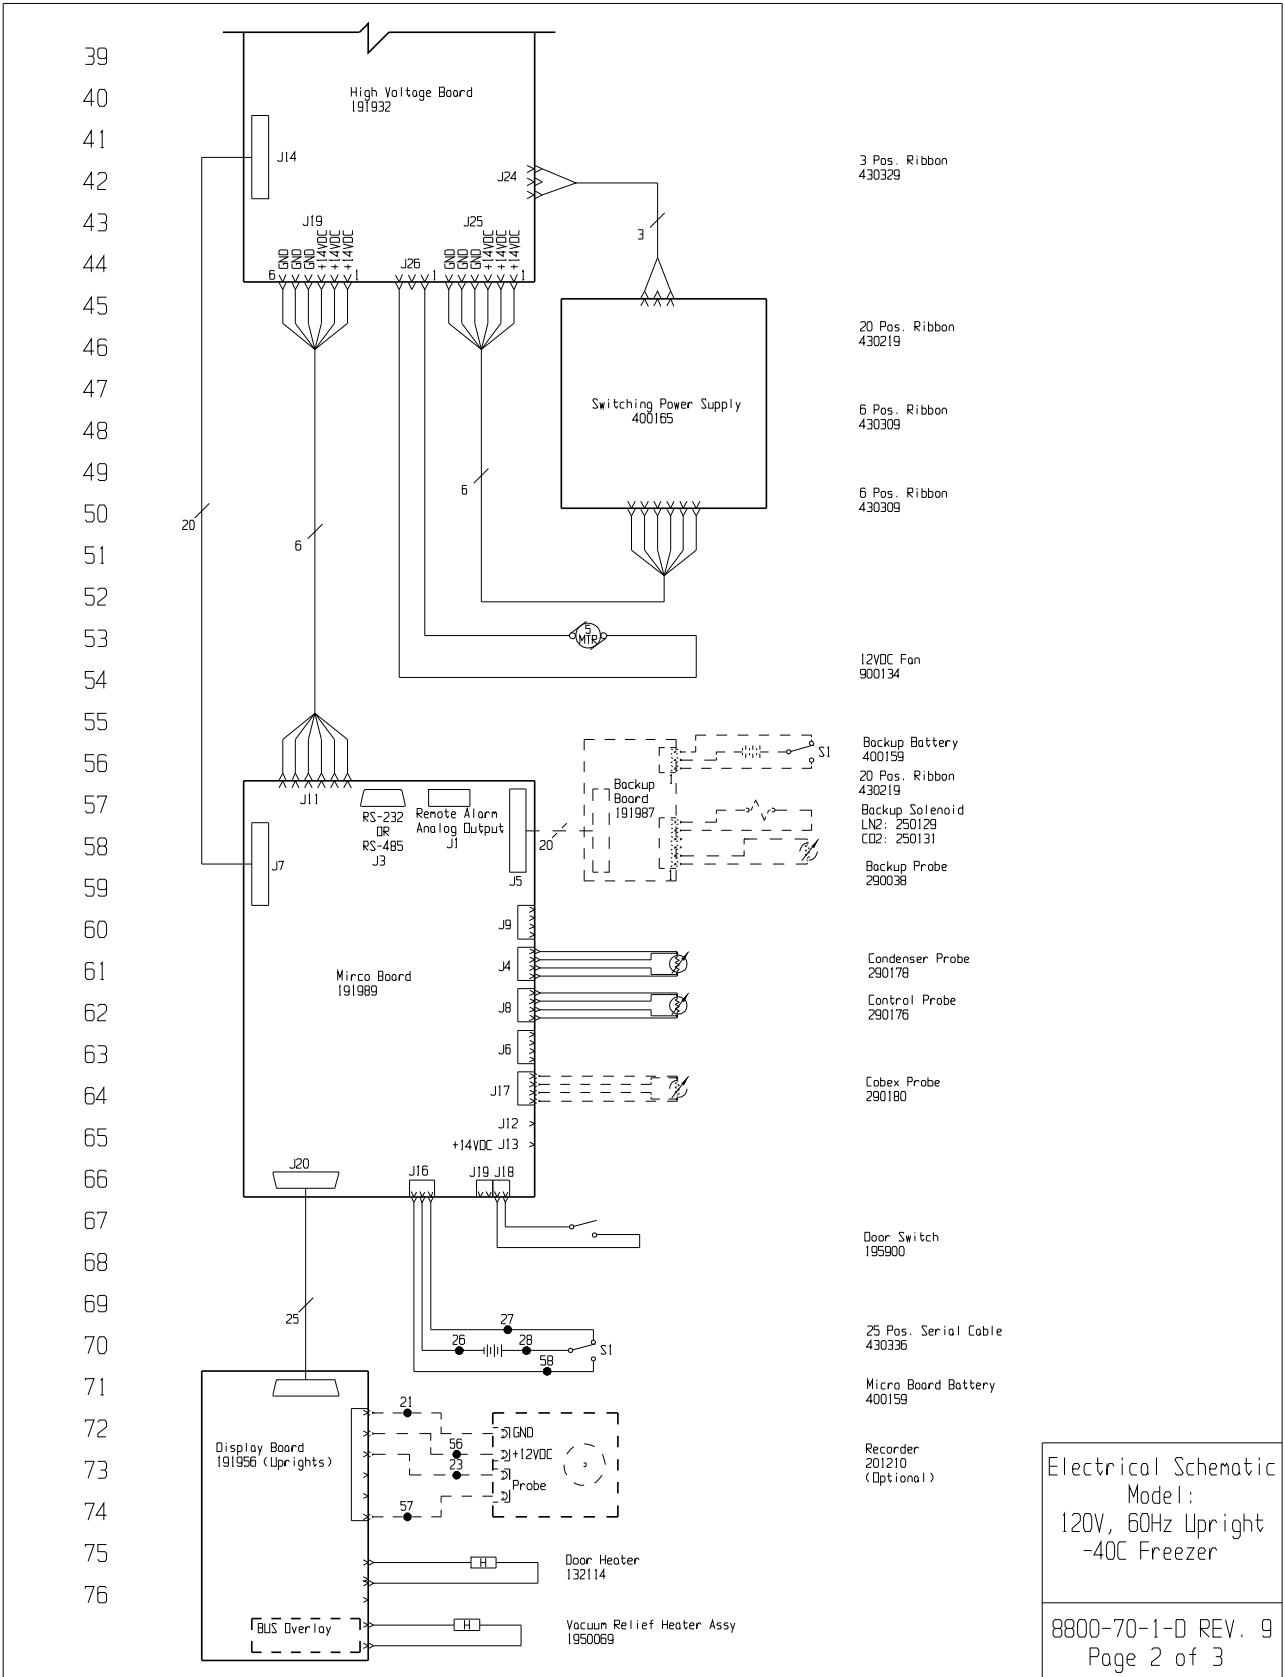 39
40
41
42
43
44
45
46
47
48
49
50
51
52
53
54
55
56
57
58
59
60
61
62
63
64
65
66
67
68
69
70
71
72
73
74
75
76
High Voltage Board
191932
J14
J24
J19
GND
GND
GND
+14VDC
+14VDC
+14VDC
6
1
J26
1
J25
GND
GND
GND
+14VDC
+14VDC
+14VDC
1
3
Switching Power Supply
400165
20
6
6
5
MTR
J11
RS-232
OR
RS-485
J3
Remote Alarm
Analog Output
J1
J7
J5
20
Backup
Board
191987
1
1
S1
J9
J4
J8
J6
J17
J12
+14VDC J13
Mirco Board
191989
J20
J16
J19 J18
25
27
26
28
S1
58
Display Board
191956 (Uprights)
21
56
23
57
GND
+12VDC
Probe
H
Door Heater
132114
BUS Overlay
H
Vacuum Relief Heater Assy
1950069
3 Pos. Ribbon
430329
20 Pos. Ribbon
430219
6 Pos. Ribbon
430309
6 Pos. Ribbon
430309
12VDC Fan
900134
Backup Battery
400159
20 Pos. Ribbon
430219
Backup Solenoid
LN2: 250129
CO2: 250131
Backup Probe
290038
Condenser Probe
290178
Control Probe
290176
Cobex Probe
290180
Door Switch
195900
25 Pos. Serial Cable
430336
Micro Board Battery
400159
Recorder
201210
(Optional)
Electrical Schematic
Model:
120V, 60Hz Upright
-40C Freezer
8800-70-1-D REV. 9
Page 2 of 3